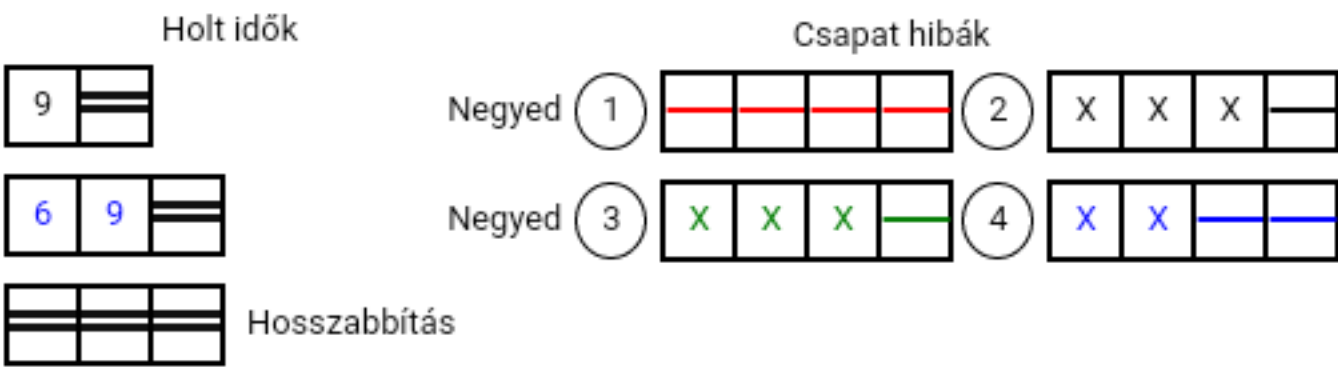 Holt idők
Csapat hibák
9
Negyed 1 2 X X X
6 9
Negyed 3 X X X 4 X X
Hosszabbítás